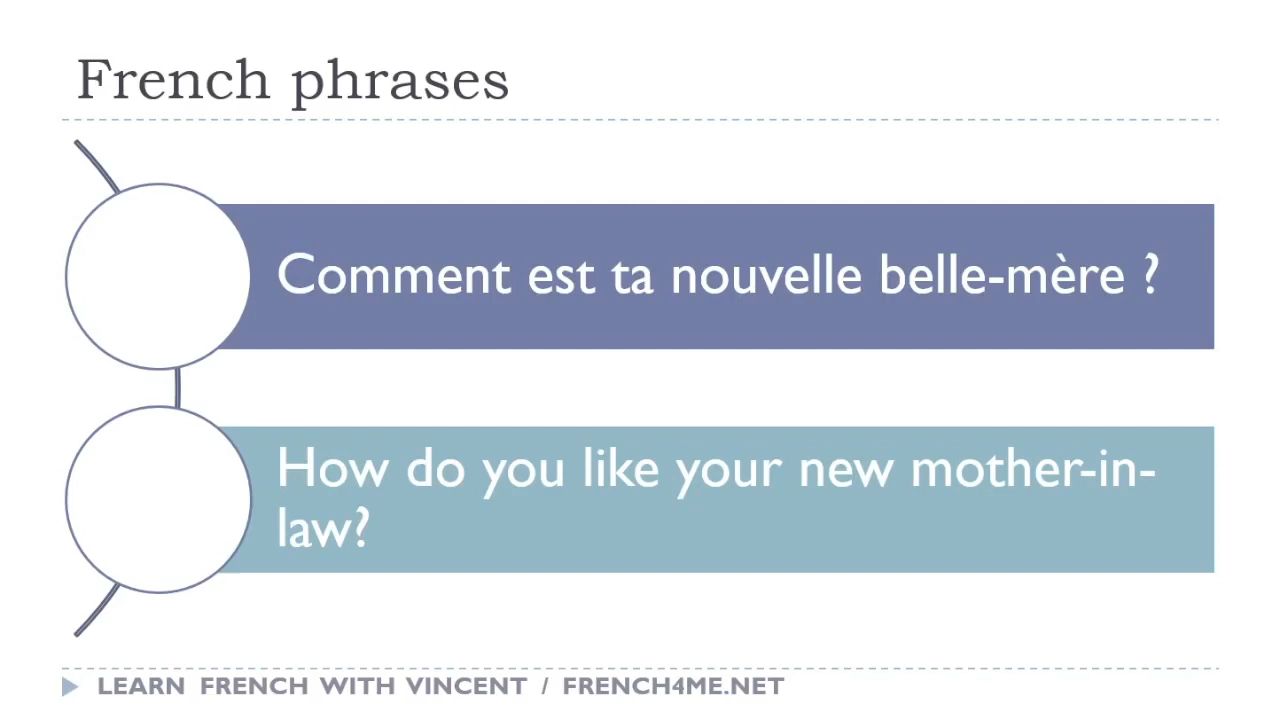 French phrases
Comment est ta nouvelle belle-mère ?
How do you like your new mother-in-
law?
LEARN FRENCH WITH VINCENT / FRENCH4ME.NET